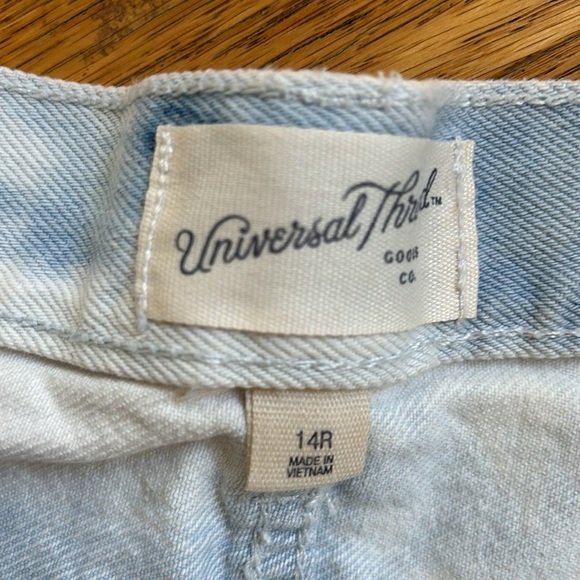 Universal Thread™
GOODS
CO.
14R
MADE IN
VIETNAM